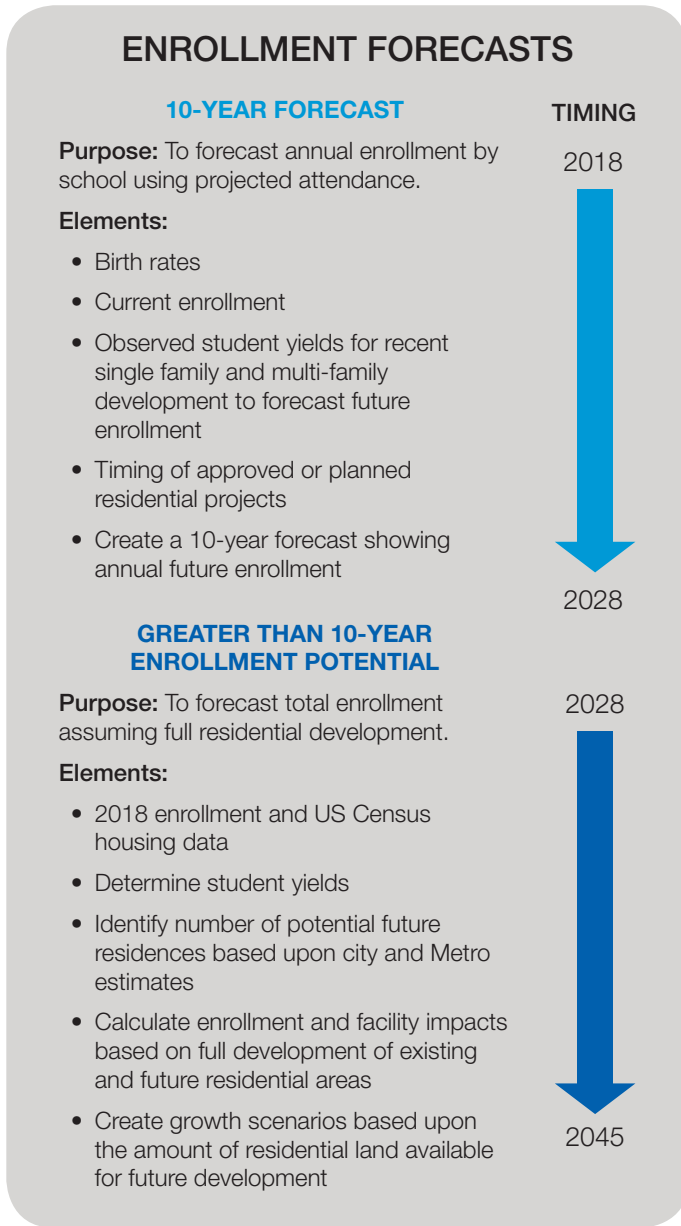 ENROLLMENT FORECASTS
10-YEAR FORECAST
TIMING
Purpose: To forecast annual enrollment by
school using projected attendance.
2018
Elements:
• Birth rates
• Current enrollment
• Observed student yields for recent
single family and multi-family
development to forecast future
enrollment
• Timing of approved or planned
residential projects
• Create a 10-year forecast showing
annual future enrollment
2028
GREATER THAN 10-YEAR
ENROLLMENT POTENTIAL
Purpose: To forecast total enrollment
assuming full residential development.
2028
Elements:
• 2018 enrollment and US Census
housing data
• Determine student yields
• Identify number of potential future
residences based upon city and Metro
estimates
• Calculate enrollment and facility impacts
based on full development of existing
and future residential areas
• Create growth scenarios based upon
the amount of residential land available
for future development
2045